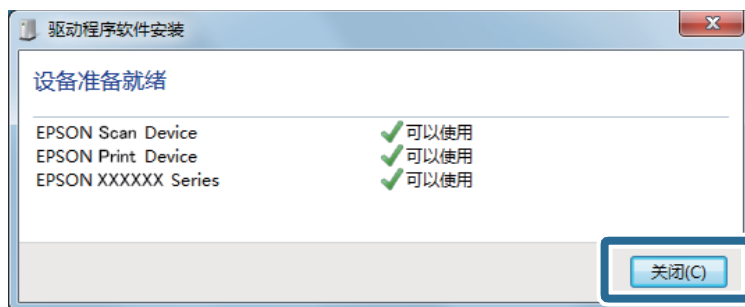 驱动程序软件安装
设备准备就绪
EPSON Scan Device 可以使用
EPSON Print Device 可以使用
EPSON XXXXXX Series 可以使用
关闭(C)